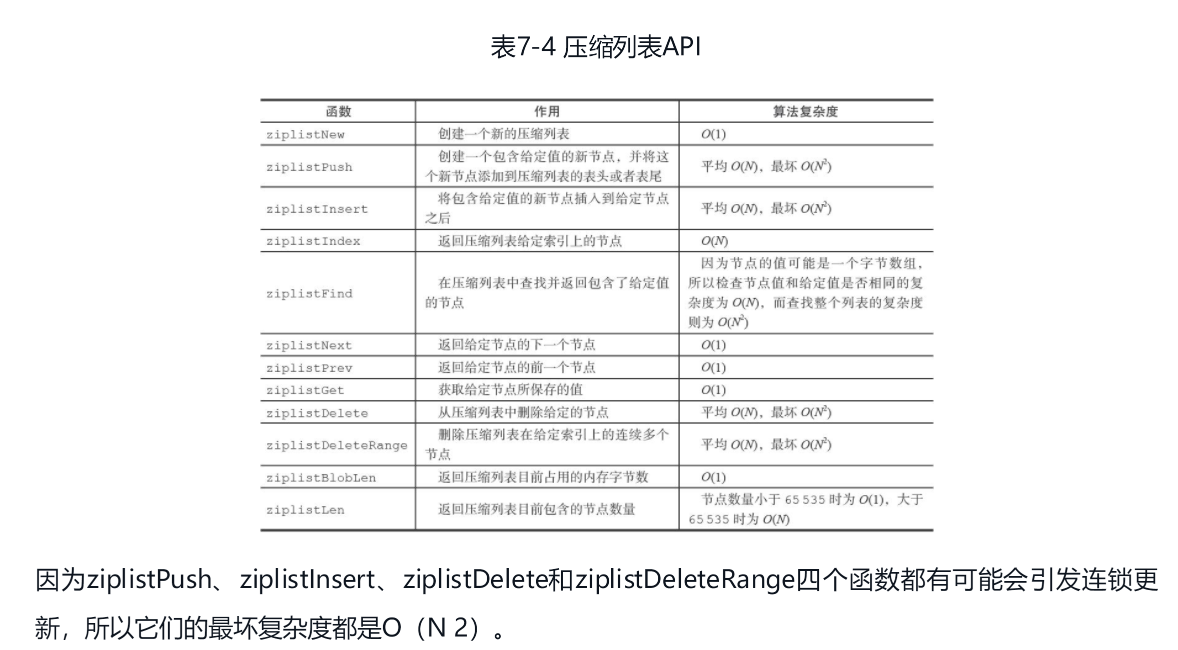 表7-4 压缩列表API
函数 作用 算法复杂度
ziplistNew 创建一个新的压缩列表 O(1)
ziplistPush 创建一个包含给定值的新节点，并将这
个新节点添加到压缩列表的表头或者表尾 平均 O(N)，最坏 O(N²)
ziplistInsert 将包含给定值的新节点插入到给定节点
之后 平均 O(N)，最坏 O(N²)
ziplistIndex 返回压缩列表给定索引上的节点 O(N)
ziplistFind 在压缩列表中查找并返回包含了给定值
的节点 因为节点的值可能是一个字节数组，
所以检查节点值和给定值是否相同的复
杂度为 O(N)，而查找整个列表的复杂度
则为 O(N²)
ziplistNext 返回给定节点的下一个节点 O(1)
ziplistPrev 返回给定节点的前一个节点 O(1)
ziplistGet 获取给定节点所保存的值 O(1)
ziplistDelete 从压缩列表中删除给定的节点 平均 O(N)，最坏 O(N²)
ziplistDeleteRange 删除压缩列表在给定索引上的连续多个
节点 平均 O(N)，最坏 O(N²)
ziplistBlobLen 返回压缩列表目前占用的内存字节数 O(1)
ziplistLen 返回压缩列表目前包含的节点数量 节点数量小于 65 535 时为 O(1)，大于
65 535 时为 O(N)
因为ziplistPush、ziplistInsert、ziplistDelete和ziplistDeleteRange四个函数都有可能会引发连锁更
新，所以它们的最坏复杂度都是O（N 2）。